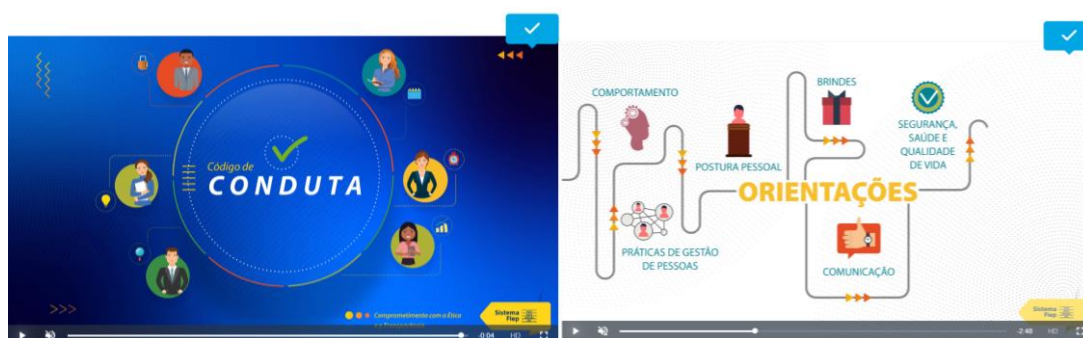 Código de
CONDUTA
Comprometimento com a Ética
e a Transparência
Sistema
Fiep
-0:04 HD
COMPORTAMENTO
BRINDES
SEGURANÇA,
SAÚDE E
QUALIDADE
DE VIDA
POSTURA PESSOAL
ORIENTAÇÕES
PRÁTICAS DE GESTÃO
DE PESSOAS
COMUNICAÇÃO
Sistema
Fiep
-2:48 HD